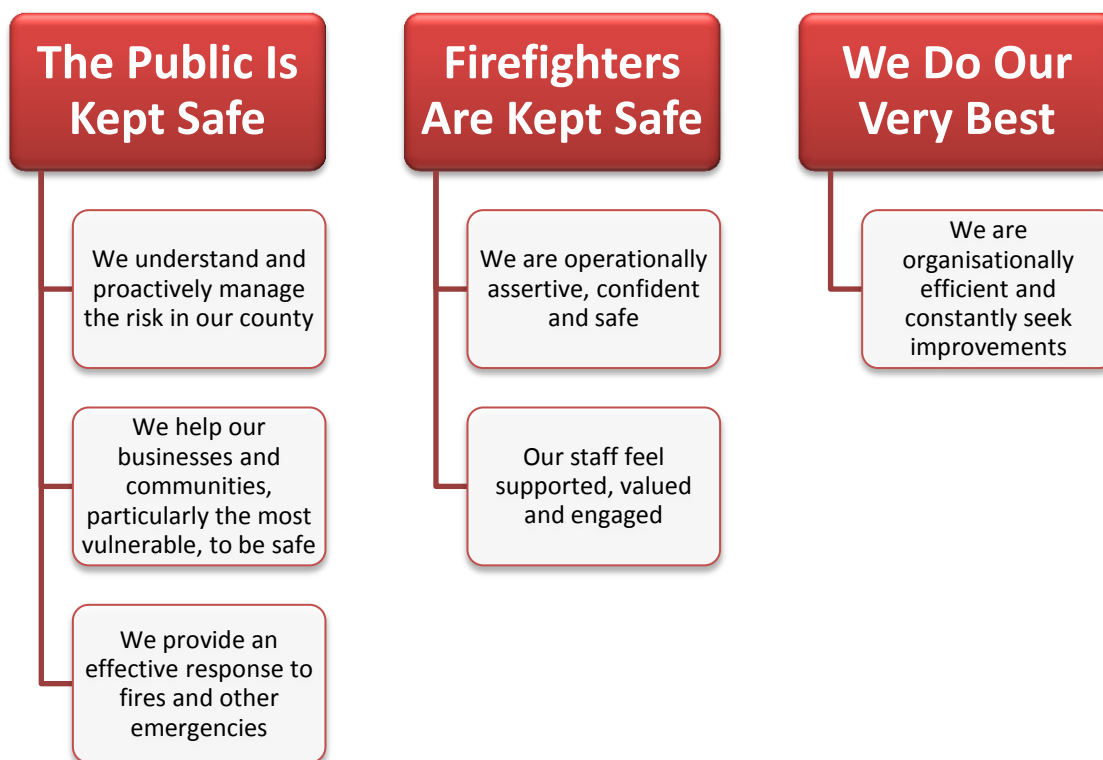 The Public Is
Kept Safe
We understand and
proactively manage
the risk in our county
We help our
businesses and
communities,
particularly the most
vulnerable, to be safe
We provide an
effective response to
fires and other
emergencies
Firefighters
Are Kept Safe
We are operationally
assertive, confident
and safe
Our staff feel
supported, valued
and engaged
We Do Our
Very Best
We are
organisationally
efficient and
constantly seek
improvements